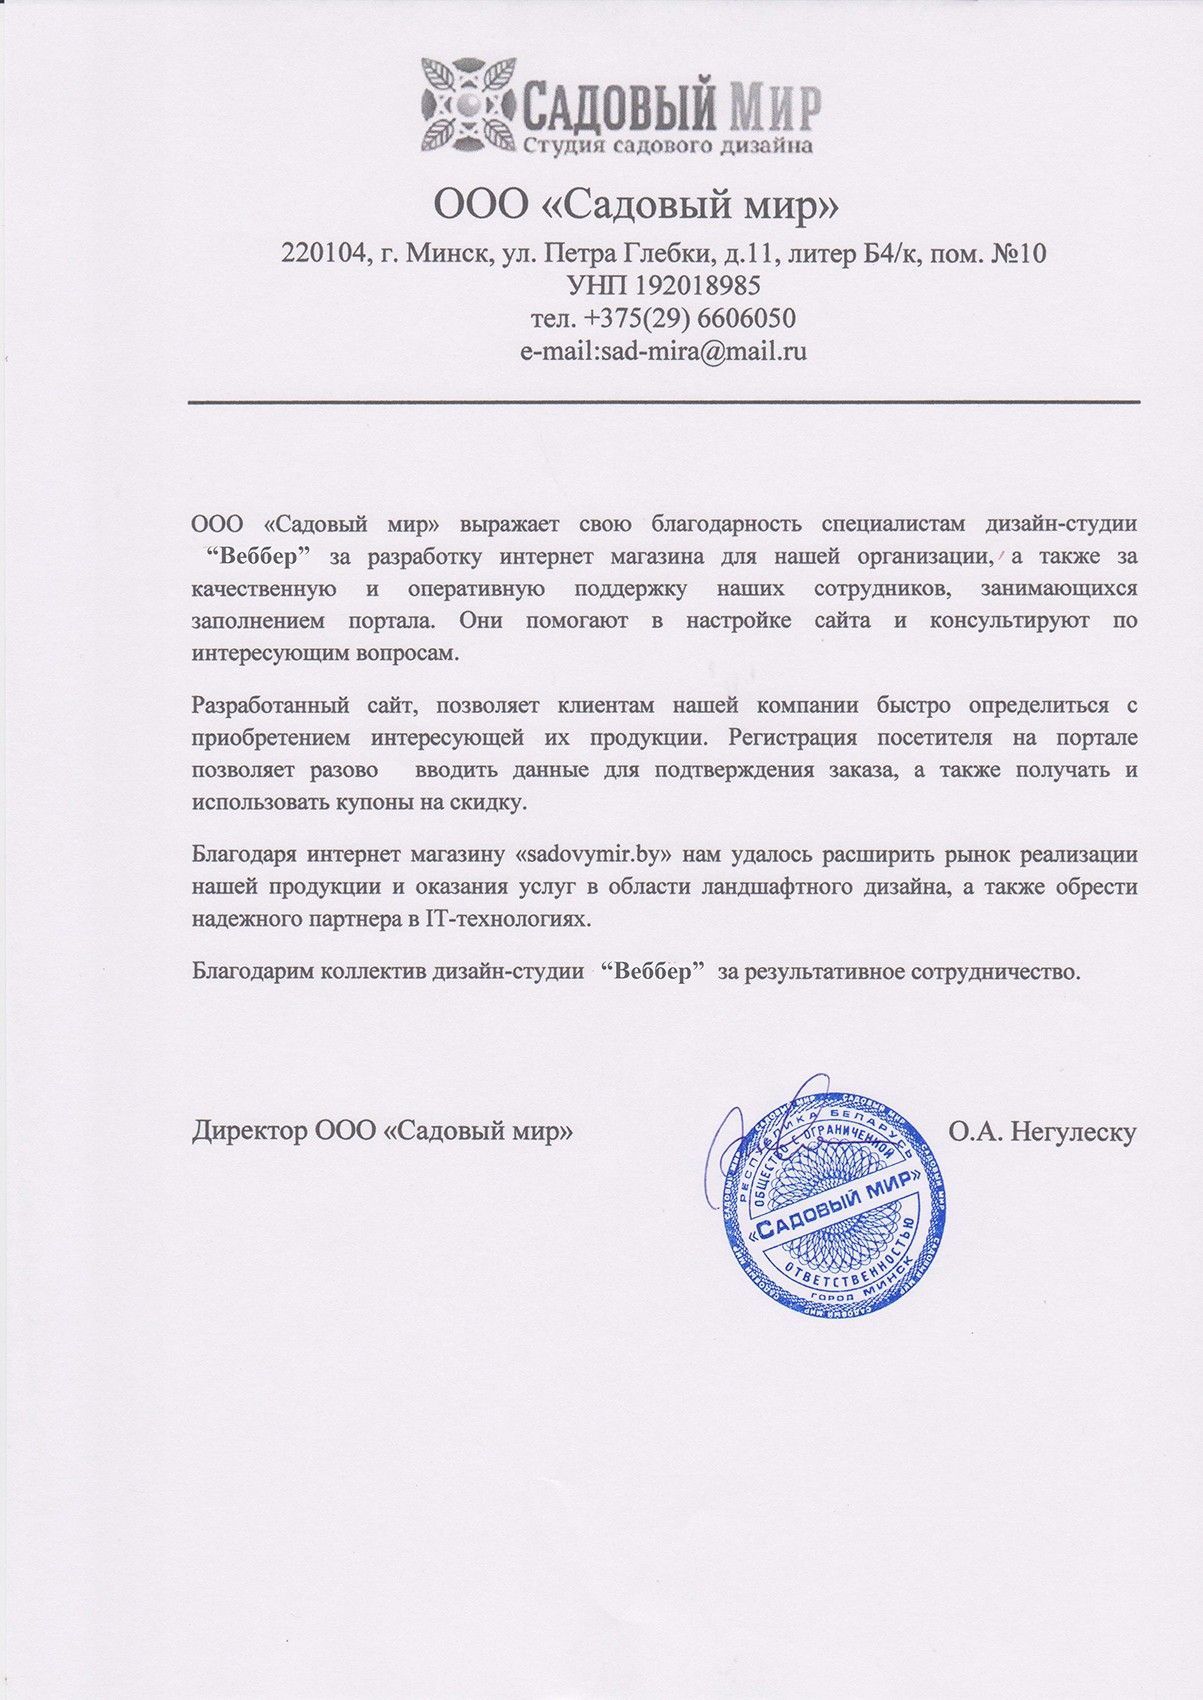 САДОВЫЙ МИР
Студия садового дизайна
ООО «Садовый мир»
220104, г. Минск, ул. Петра Глебки, д.11, литер Б4/к, пом. №10
УНП 192018985
тел. +375(29) 6606050
e-mail:sad-mira@mail.ru
ООО «Садовый мир» выражает свою благодарность специалистам дизайн-студии
“Веббер” за разработку интернет магазина для нашей организации, а также за
качественную и оперативную поддержку наших сотрудников, занимающихся
заполнением портала. Они помогают в настройке сайта и консультируют по
интересующим вопросам.
Разработанный сайт, позволяет клиентам нашей компании быстро определиться с
приобретением интересующей их продукции. Регистрация посетителя на портале
позволяет разово вводить данные для подтверждения заказа, а также получать и
использовать купоны на скидку.
Благодаря интернет магазину «sadovymir.by» нам удалось расширить рынок реализации
нашей продукции и оказания услуг в области ландшафтного дизайна, а также обрести
надежного партнера в IT-технологиях.
Благодарим коллектив дизайн-студии “Веббер” за результативное сотрудничество.
Директор ООО «Садовый мир»
О.А. Негулеску
РЕСПУБЛИКА БЕЛАРУСЬ
ОБЩЕСТВО С ОГРАНИЧЕННОЙ
«САДОВЫЙ МИР»
ОТВЕТСТВЕННОСТЬЮ
ГОРОД МИНСК